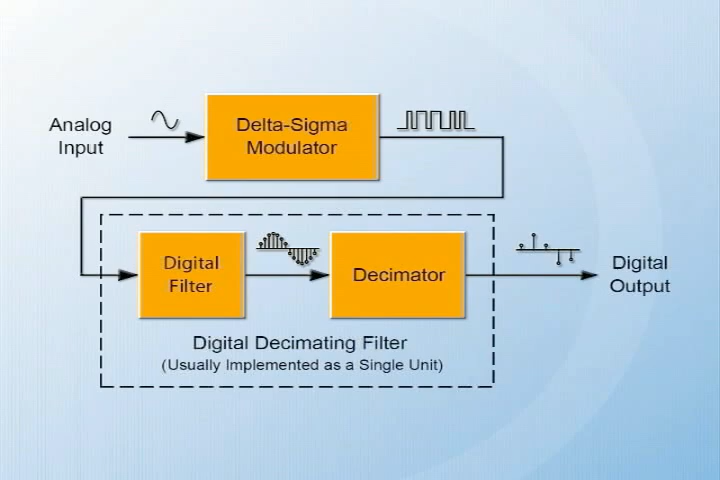 Analog
Input
Delta-Sigma
Modulator
Digital
Filter
Decimator
Digital
Output
Digital Decimating Filter
(Usually Implemented as a Single Unit)